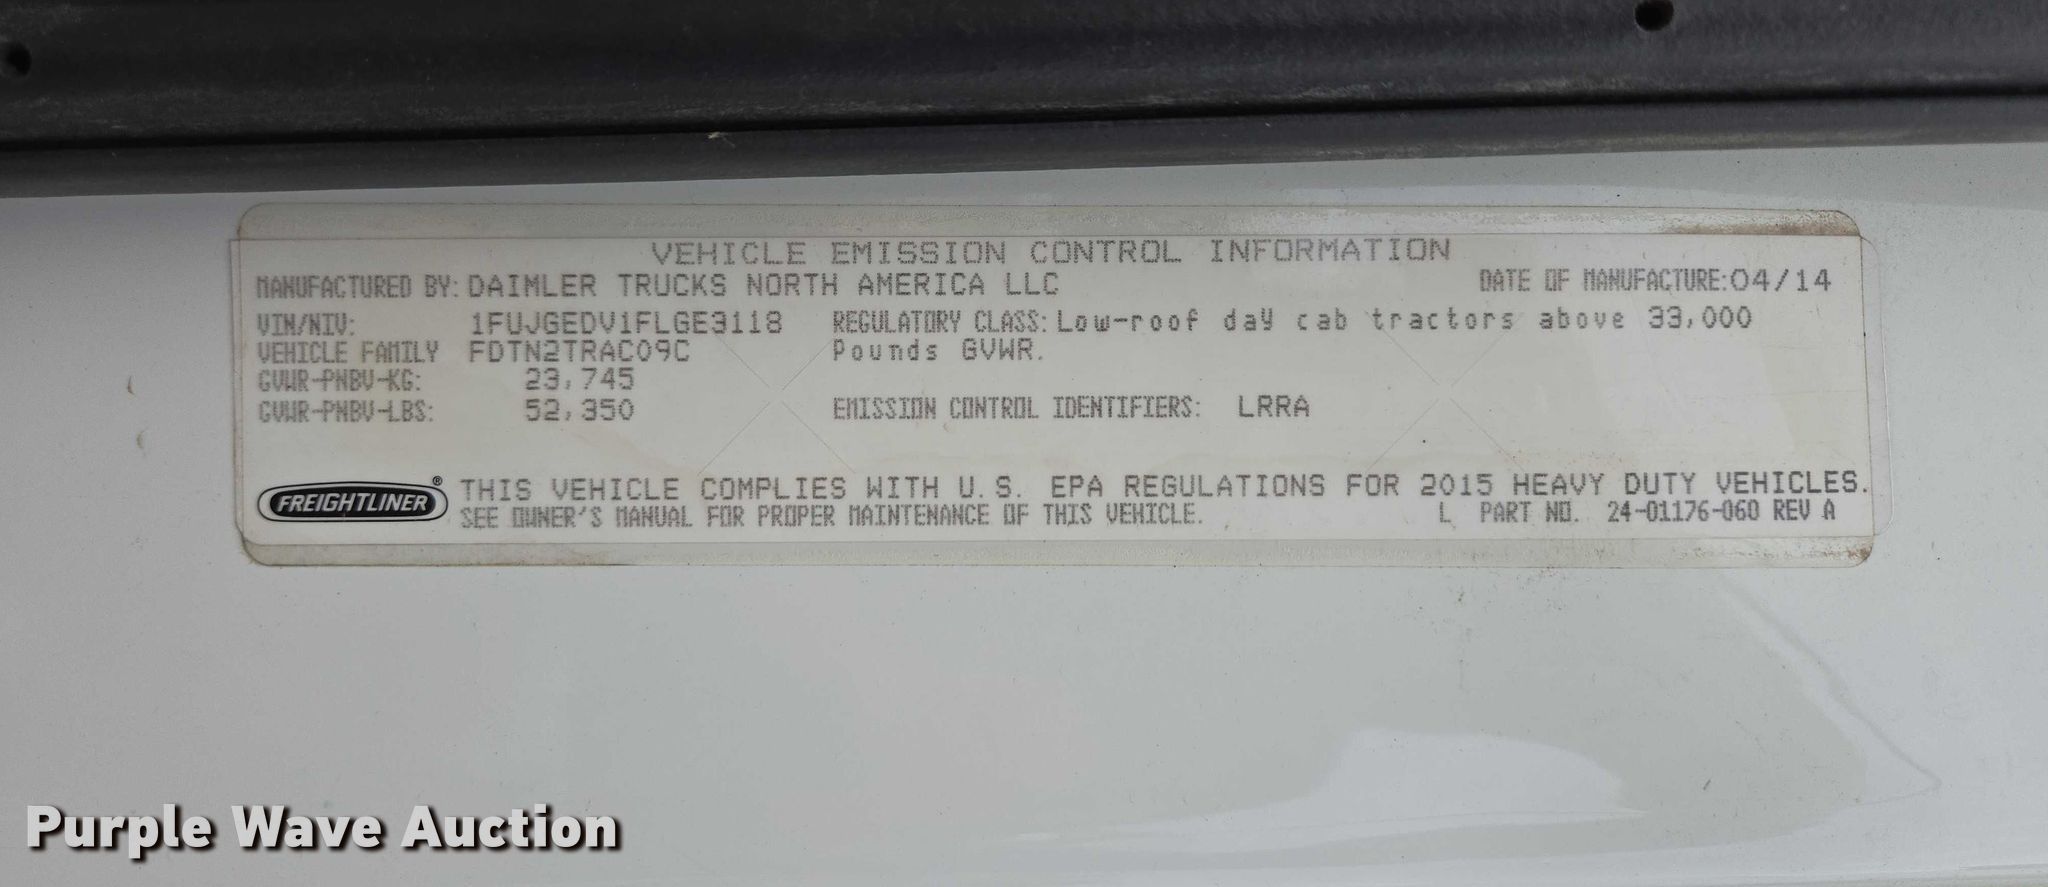 VEHICLE EMISSION CONTROL INFORMATION
MANUFACTURED BY: DAIMLER TRUCKS NORTH AMERICA LLC DATE OF MANUFACTURE: 04/14
VIN/NIV: 1FUJGEDV1FLGE3118 REGULATORY CLASS: Low-roof day cab tractors above 33,000
VEHICLE FAMILY FDTN2TRAC09C Pounds GVWR.
GVWR-PNBV-KG: 23,745
GVWR-PNBV-LBS: 52,350 EMISSION CONTROL IDENTIFIERS: LRRA
FREIGHTLINER® THIS VEHICLE COMPLIES WITH U.S. EPA REGULATIONS FOR 2015 HEAVY DUTY VEHICLES.
SEE OWNER'S MANUAL FOR PROPER MAINTENANCE OF THIS VEHICLE. L PART NO. 24-01176-060 REV A
Purple Wave Auction